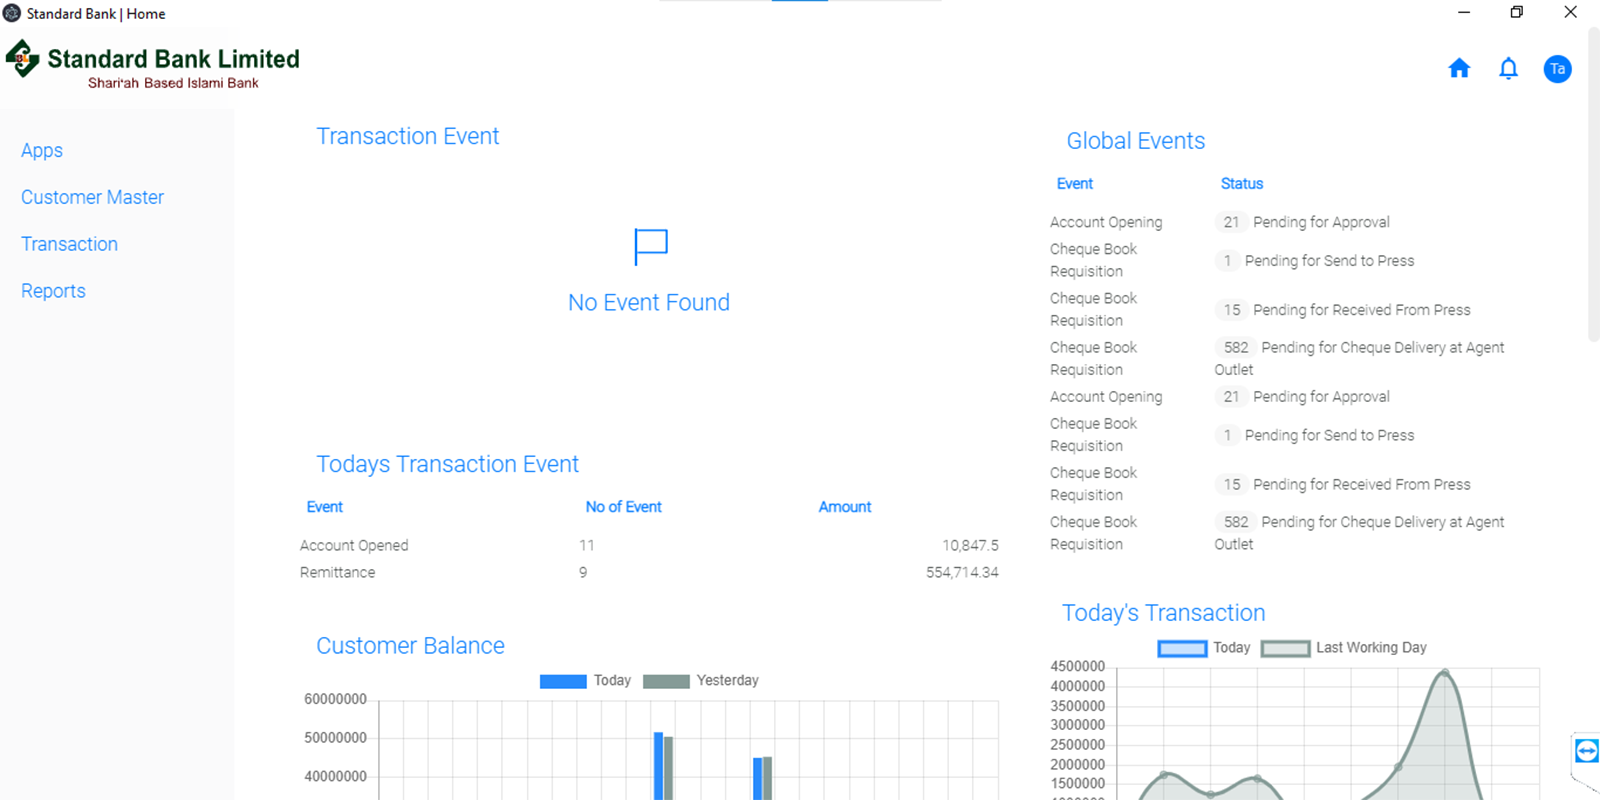 Standard Bank | Home
Standard Bank Limited
Shari'ah Based Islami Bank
Ta
Apps
Customer Master
Transaction
Reports
Transaction Event
No Event Found
Todays Transaction Event
Event No of Event Amount
Account Opened 11 10,847.5
Remittance 9 554,714.34
Customer Balance
Today Yesterday
60000000
50000000
40000000
Global Events
Event Status
Account Opening 21 Pending for Approval
Cheque Book
Requisition
1 Pending for Send to Press
Cheque Book
Requisition
15 Pending for Received From Press
Cheque Book
Requisition
582 Pending for Cheque Delivery at Agent
Outlet
Account Opening 21 Pending for Approval
Cheque Book
Requisition
1 Pending for Send to Press
Cheque Book
Requisition
15 Pending for Received From Press
Cheque Book
Requisition
582 Pending for Cheque Delivery at Agent
Outlet
Today's Transaction
Today Last Working Day
4500000
4000000
3500000
3000000
2500000
2000000
1500000